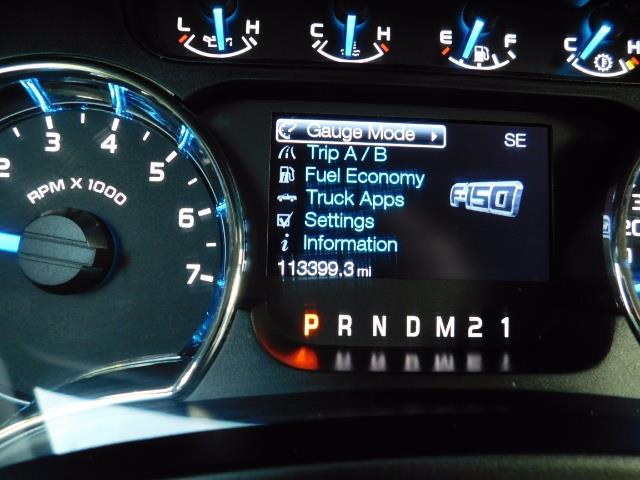 L H
C H
E F
C H
2 3 4 5 6 7
RPM X 1000
Gauge Mode
SE
Trip A / B
Fuel Economy
F150
Truck Apps
Settings
i Information
113399.3 mi
P R N D M 2 1